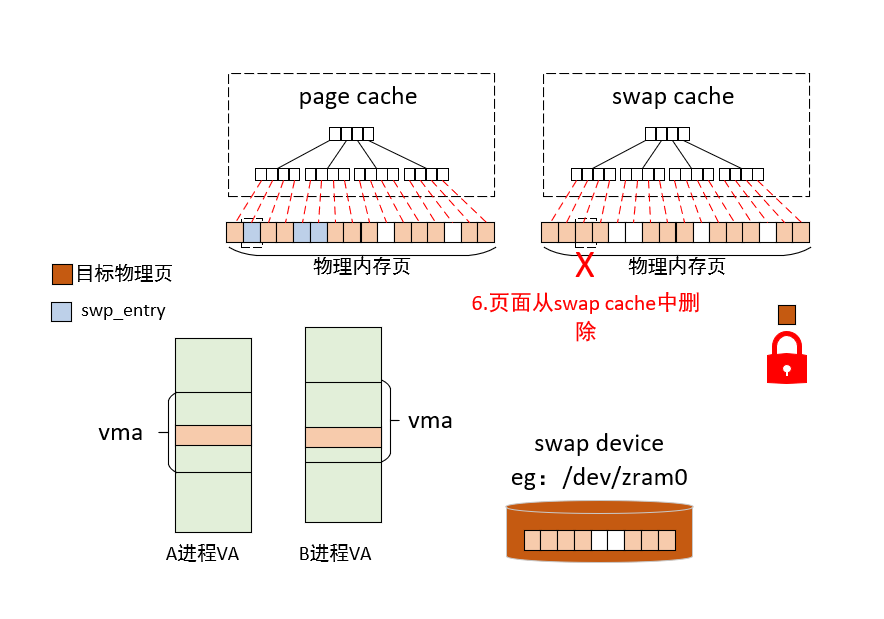 page cache
swap cache
物理内存页
物理内存页
X
目标物理页
swp_entry
6.页面从swap cache中删
除
vma
vma
swap device
eg：/dev/zram0
A进程VA
B进程VA